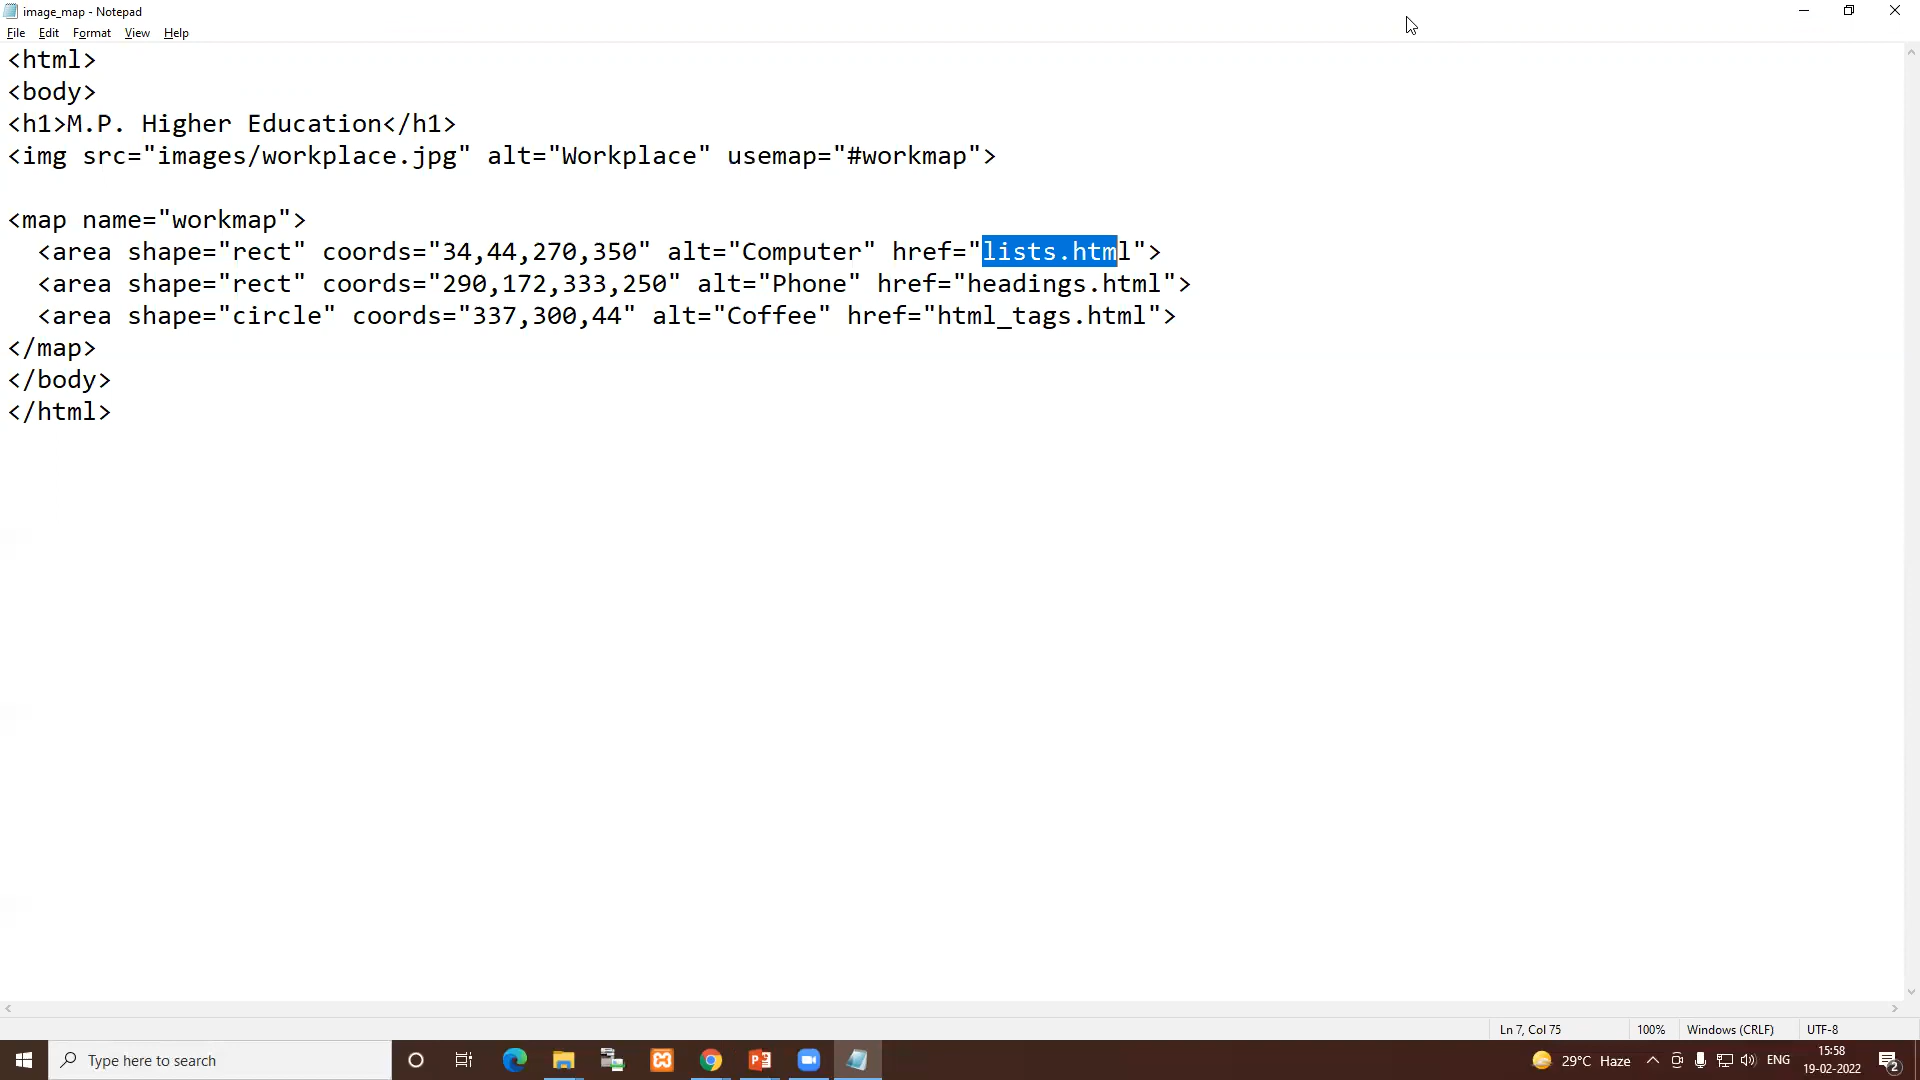 image_map - Notepad
File Edit Format View Help
<html>
<body>
<h1>M.P. Higher Education</h1>
<img src="images/workplace.jpg" alt="Workplace" usemap="#workmap">

<map name="workmap">
  <area shape="rect" coords="34,44,270,350" alt="Computer" href="lists.html">
  <area shape="rect" coords="290,172,333,250" alt="Phone" href="headings.html">
  <area shape="circle" coords="337,300,44" alt="Coffee" href="html_tags.html">
</map>
</body>
</html>
Ln 7, Col 75 100% Windows (CRLF) UTF-8
Type here to search 29°C Haze ENG 15:58
19-02-2022 2